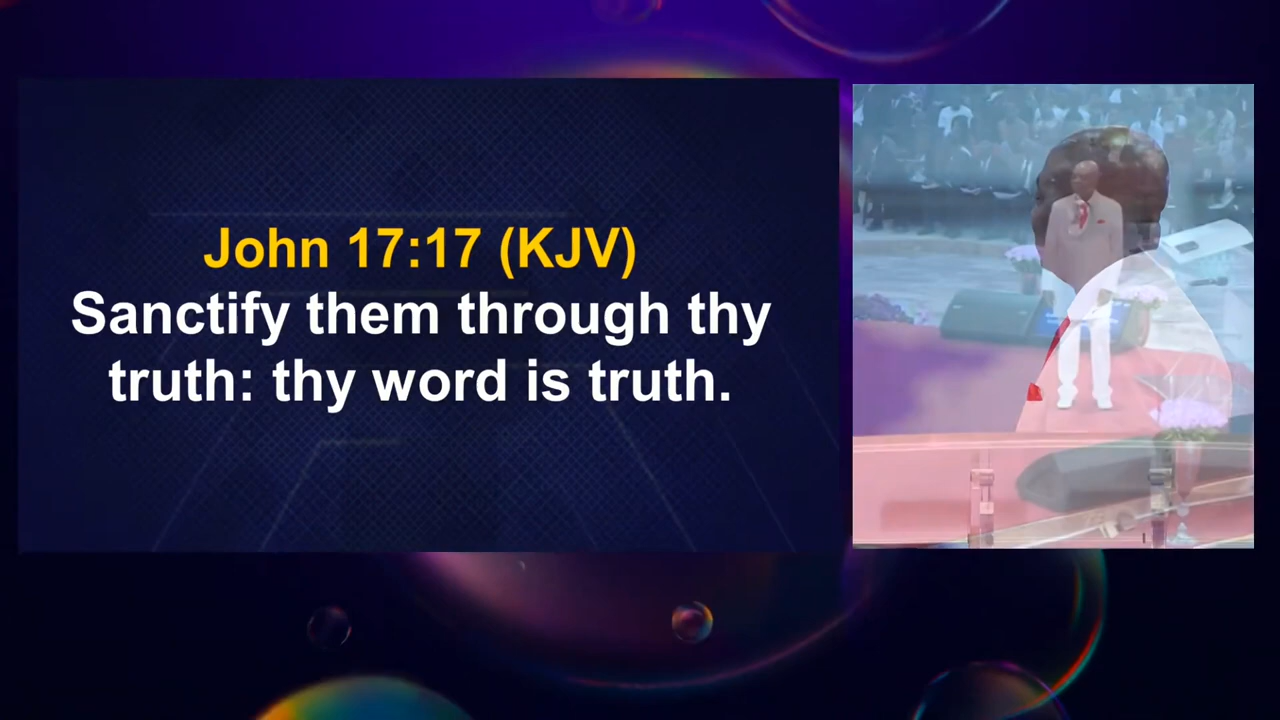 John 17:17 (KJV)
Sanctify them through thy
truth: thy word is truth.